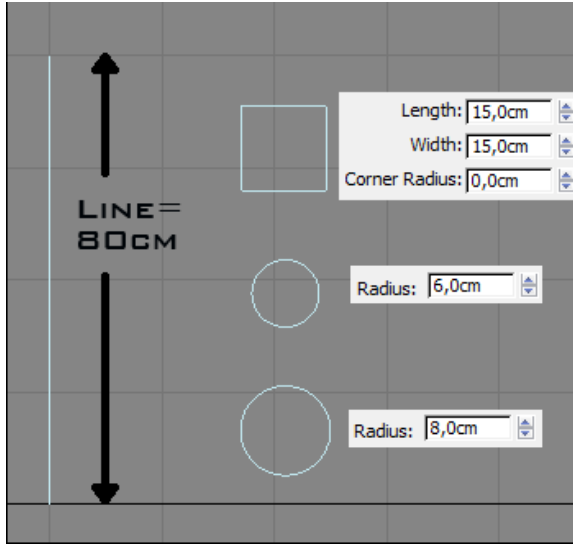 Length: 15,0cm
Width: 15,0cm
Corner Radius: 0,0cm
LINE=
80CM
Radius: 6,0cm
Radius: 8,0cm